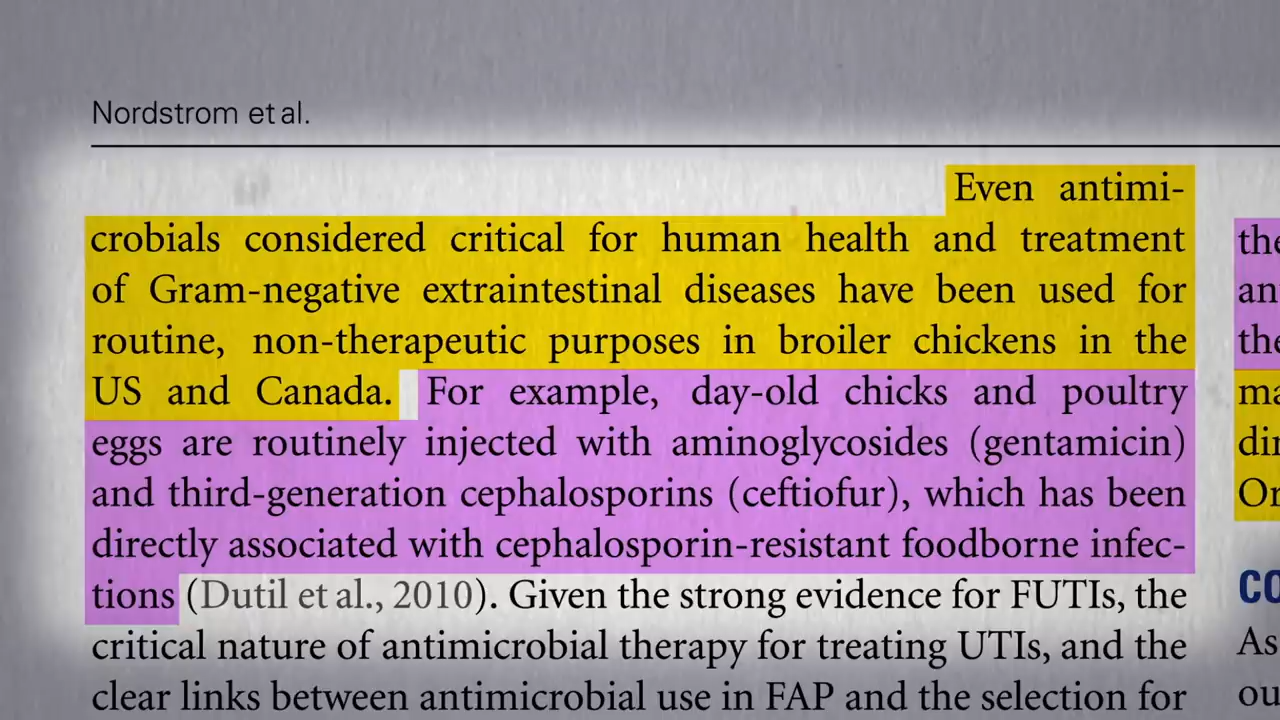 Nordstrom et al.
Even antimi-
crobials considered critical for human health and treatment
of Gram-negative extraintestinal diseases have been used for
routine, non-therapeutic purposes in broiler chickens in the
US and Canada. For example, day-old chicks and poultry
eggs are routinely injected with aminoglycosides (gentamicin)
and third-generation cephalosporins (ceftiofur), which has been
directly associated with cephalosporin-resistant foodborne infec-
tions (Dutil et al., 2010). Given the strong evidence for FUTIs, the
critical nature of antimicrobial therapy for treating UTIs, and the
clear links between antimicrobial use in FAP and the selection for